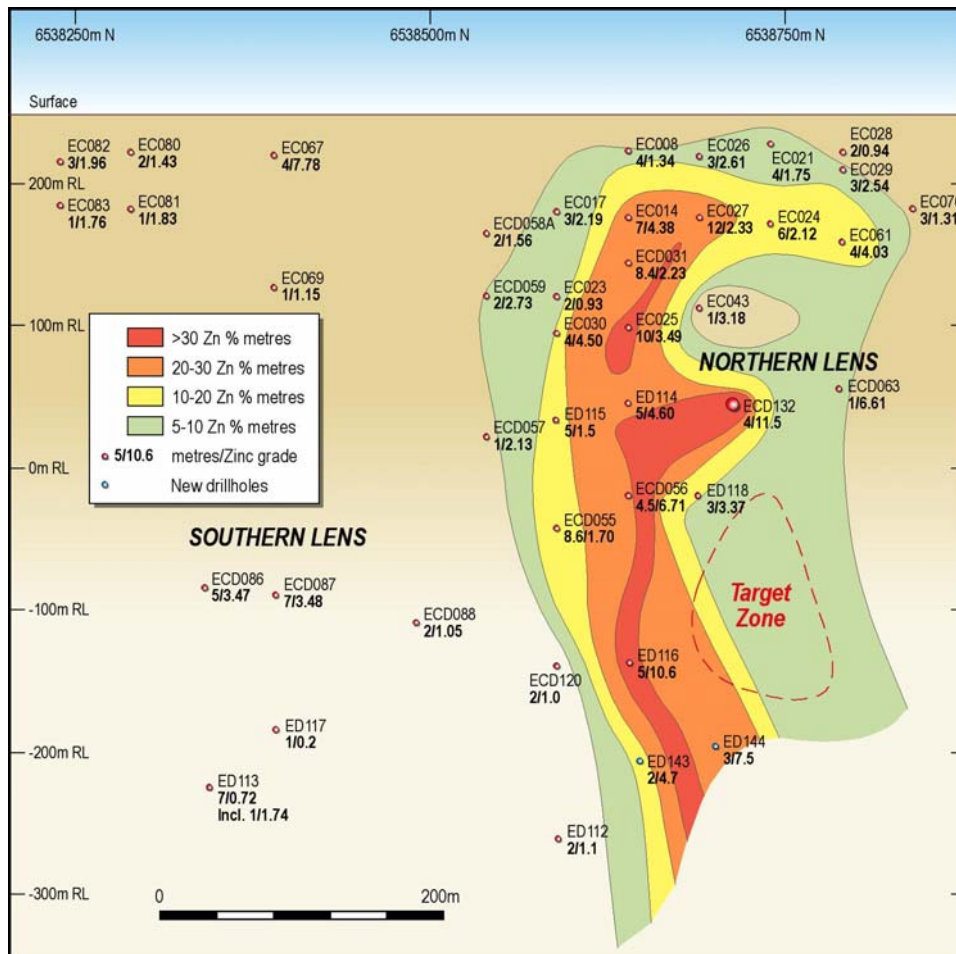 6538250m N
6538500m N
6538750m N
Surface
EC082
3/1.96
EC080
2/1.43
EC067
4/7.78
EC008
4/1.34
EC026
3/2.61
EC021
4/1.75
EC028
2/0.94
EC029
3/2.54
200m RL
EC083
1/1.76
EC081
1/1.83
ECD058A
2/1.56
EC017
3/2.19
EC014
7/4.38
EC027
12/2.33
EC024
6/2.12
EC061
4/4.03
3/1.31
ECD031
8.4/2.23
EC069
1/1.15
ECD059
2/2.73
EC023
2/0.93
EC043
1/3.18
100m RL
EC030
4/4.50
EC025
10/3.49
>30 Zn % metres
20-30 Zn % metres
10-20 Zn % metres
5-10 Zn % metres
5/10.6 metres/Zinc grade
New drillholes
NORTHERN LENS
ECD063
1/6.61
ED114
5/4.60
ECD132
4/11.5
ED115
5/1.5
ECD057
1/2.13
0m RL
ECD056
4.5/6.71
ED118
3/3.37
SOUTHERN LENS
ECD055
8.6/1.70
ECD086
5/3.47
ECD087
7/3.48
Target
Zone
-100m RL
ECD088
2/1.05
ED116
5/10.6
ECD120
2/1.0
ED117
1/0.2
-200m RL
ED143
2/4.7
ED144
3/7.5
ED113
7/0.72
Incl. 1/1.74
ED112
2/1.1
-300m RL
0
200m